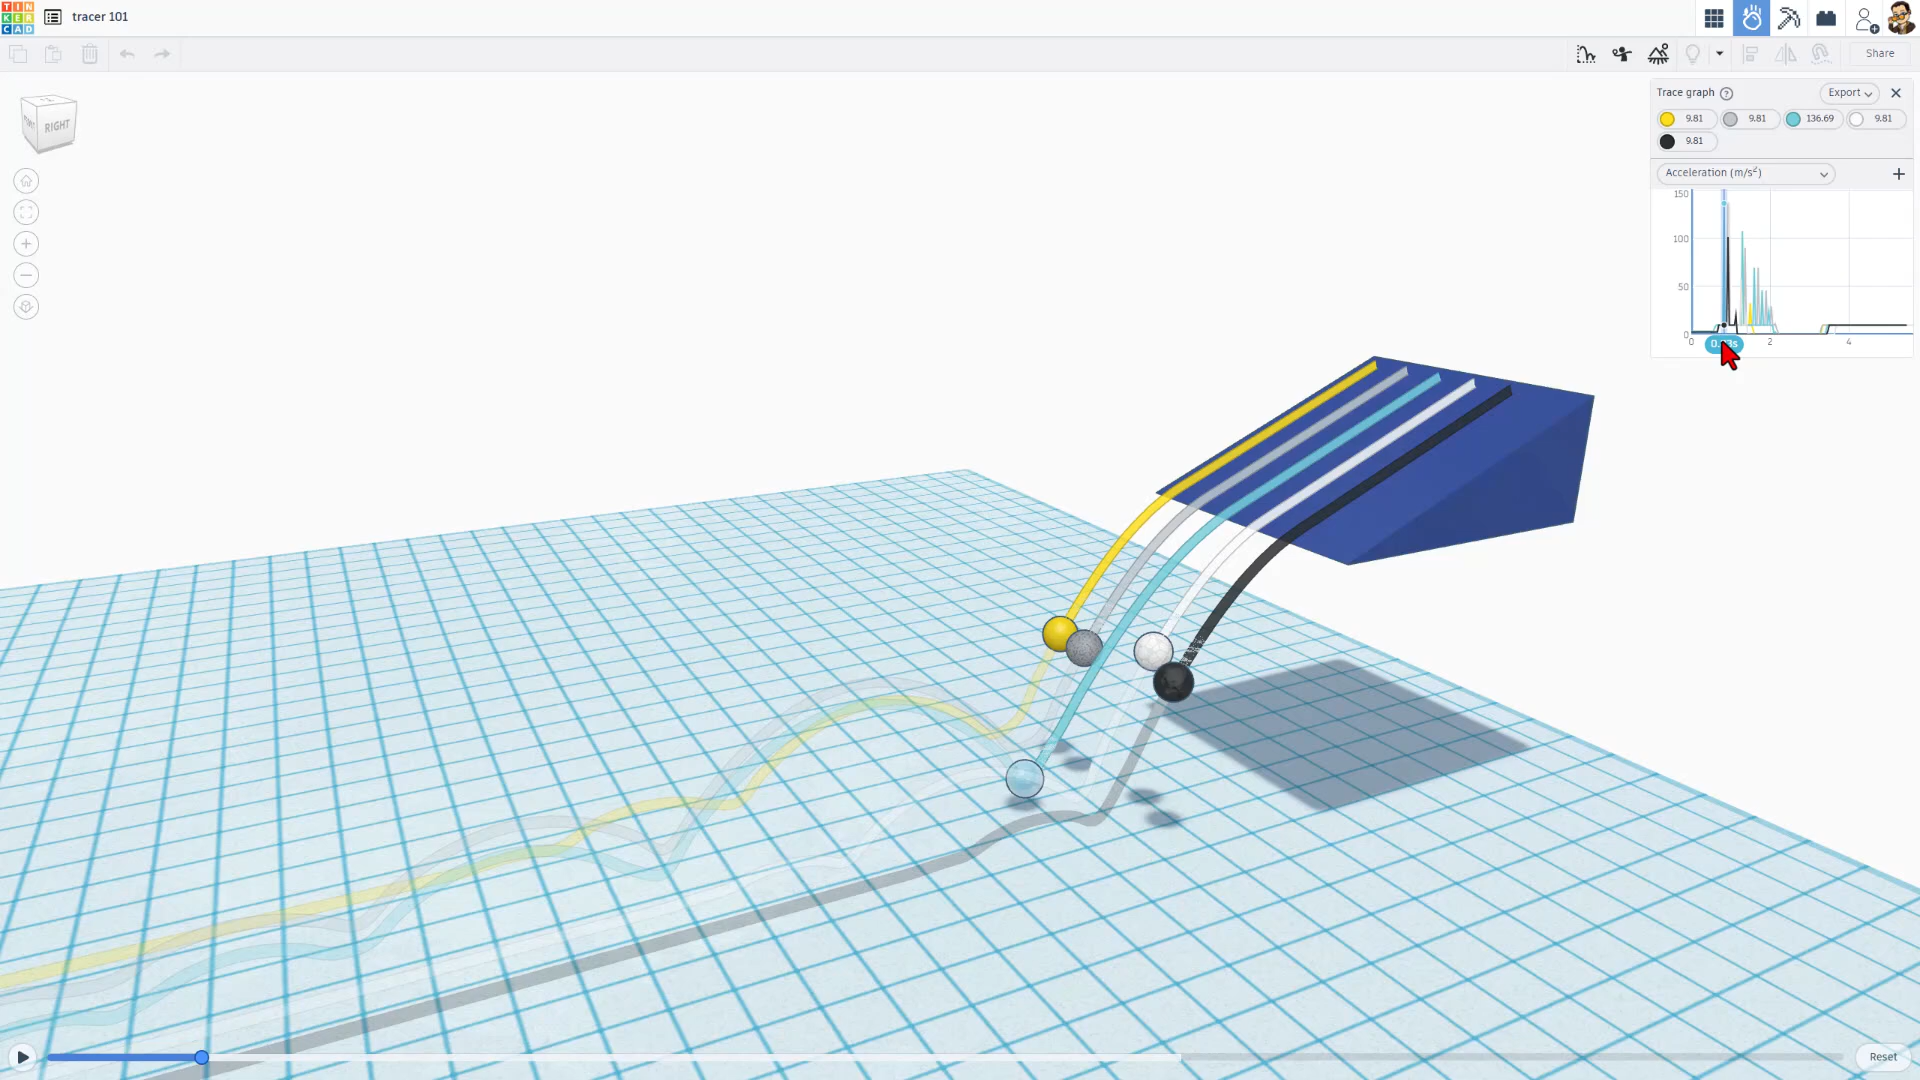 TIN
KER
CAD
tracer 101
Share
RIGHT
Trace graph ?
Export
9.81 9.81 136.69 9.81
9.81
Acceleration (m/s²)
150
100
50
0
0 2 4
Reset